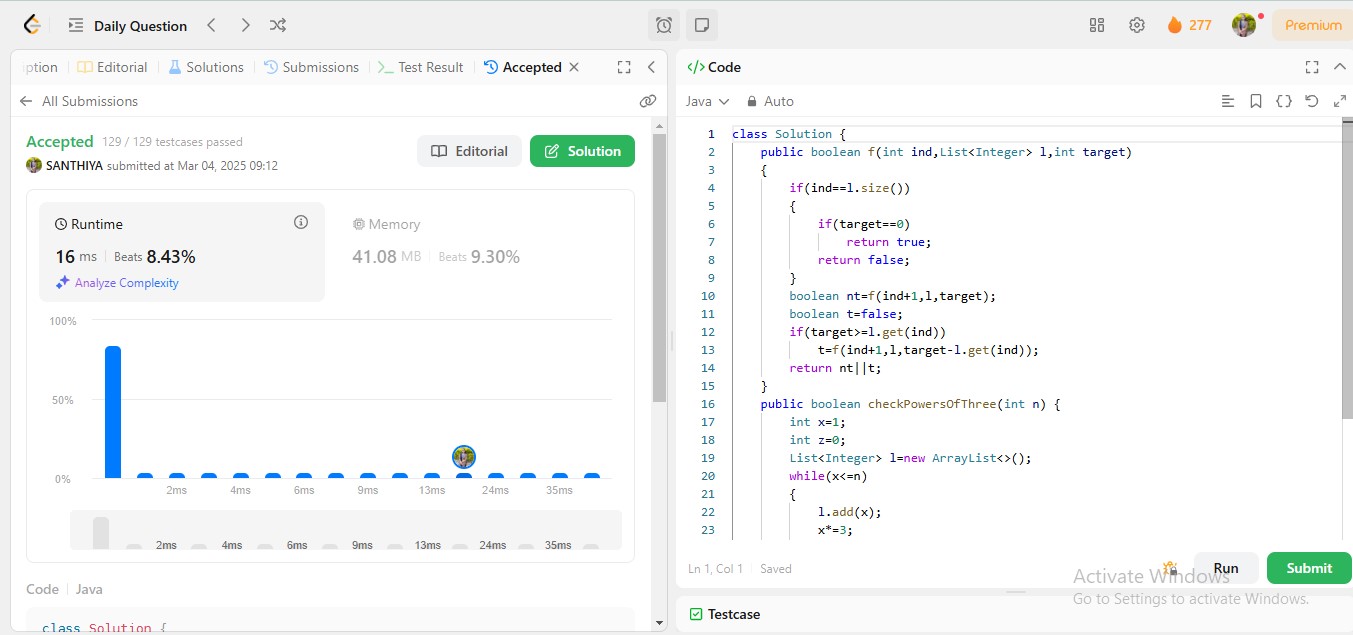 Daily Question
277
Premium
ption
Editorial
Solutions
Submissions
Test Result
Accepted
All Submissions
Accepted 129 / 129 testcases passed
SANTHIYA submitted at Mar 04, 2025 09:12
Editorial
Solution
Runtime
16 ms Beats 8.43%
Analyze Complexity
Memory
41.08 MB Beats 9.30%
100%
50%
0%
2ms 4ms 6ms 9ms 13ms 24ms 35ms
2ms 4ms 6ms 9ms 13ms 24ms 35ms
Code Java
class Solution {
</> Code
Java Auto
1 class Solution {
2 public boolean f(int ind,List<Integer> l,int target)
3 {
4 if(ind==l.size())
5 {
6 if(target==0)
7 return true;
8 return false;
9 }
10 boolean nt=f(ind+1,l,target);
11 boolean t=false;
12 if(target>=l.get(ind))
13 t=f(ind+1,l,target-l.get(ind));
14 return nt||t;
15 }
16 public boolean checkPowersOfThree(int n) {
17 int x=1;
18 int z=0;
19 List<Integer> l=new ArrayList<>();
20 while(x<=n)
21 {
22 l.add(x);
23 x*=3;
Ln 1, Col 1 Saved
Run
Submit
Activate Windows
Go to Settings to activate Windows.
Testcase